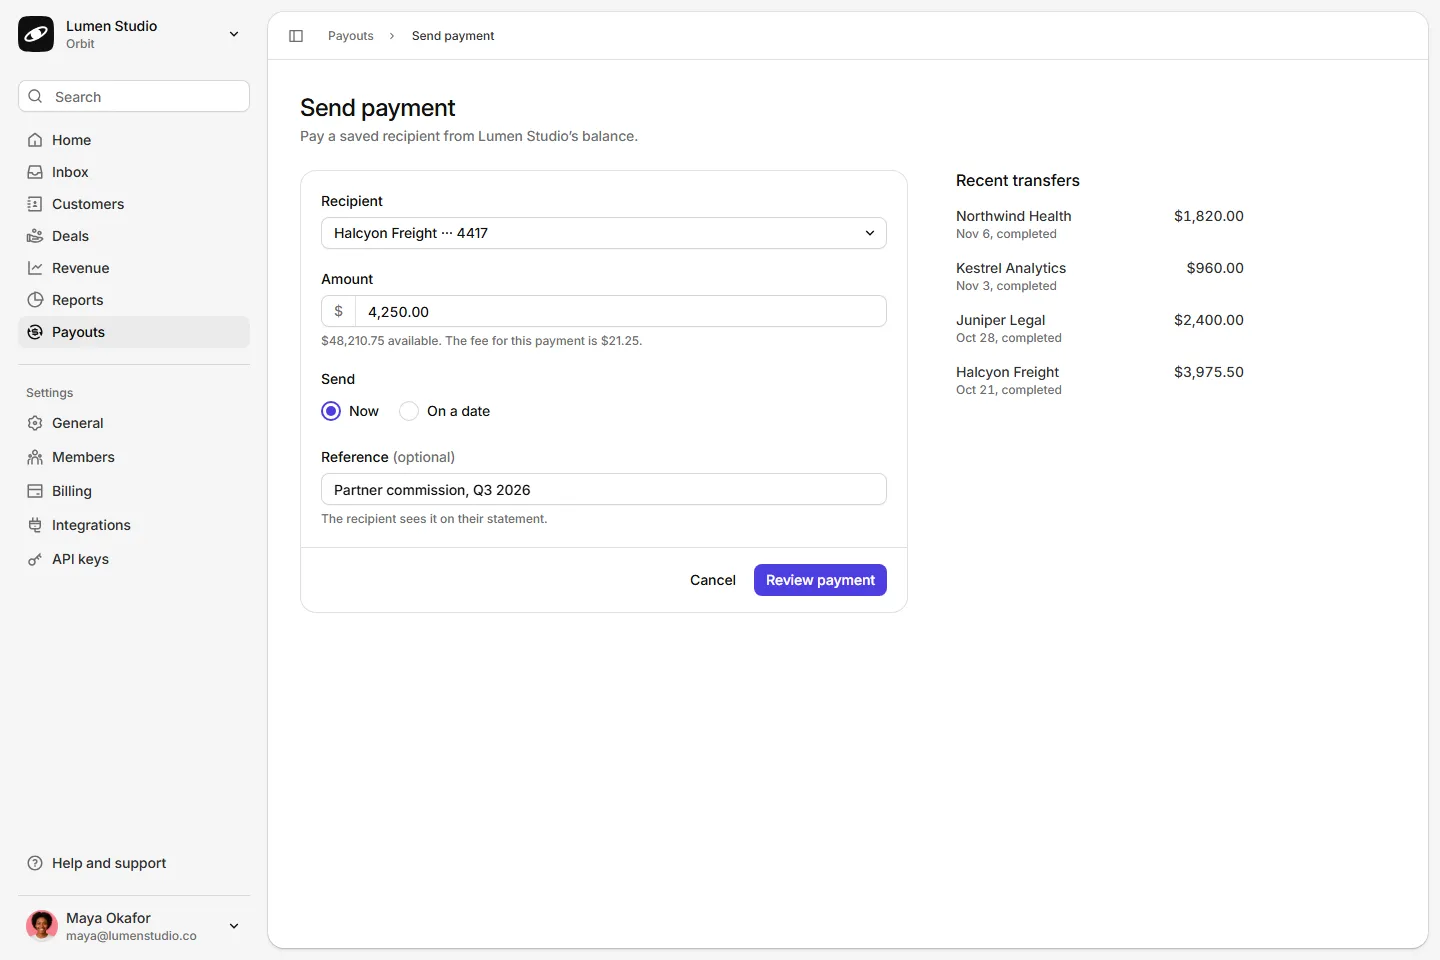 Lumen Studio
Orbit
Search
Home
Inbox
Customers
Deals
Revenue
Reports
Payouts
Settings
General
Members
Billing
Integrations
API keys
Help and support
Maya Okafor
maya@lumenstudio.co
Payouts › Send payment
Send payment
Pay a saved recipient from Lumen Studio’s balance.
Recipient
Halcyon Freight ··· 4417
Amount
$ 4,250.00
$48,210.75 available. The fee for this payment is $21.25.
Send
Now On a date
Reference (optional)
Partner commission, Q3 2026
The recipient sees it on their statement.
Cancel Review payment
Recent transfers
Northwind Health $1,820.00
Nov 6, completed
Kestrel Analytics $960.00
Nov 3, completed
Juniper Legal $2,400.00
Oct 28, completed
Halcyon Freight $3,975.50
Oct 21, completed